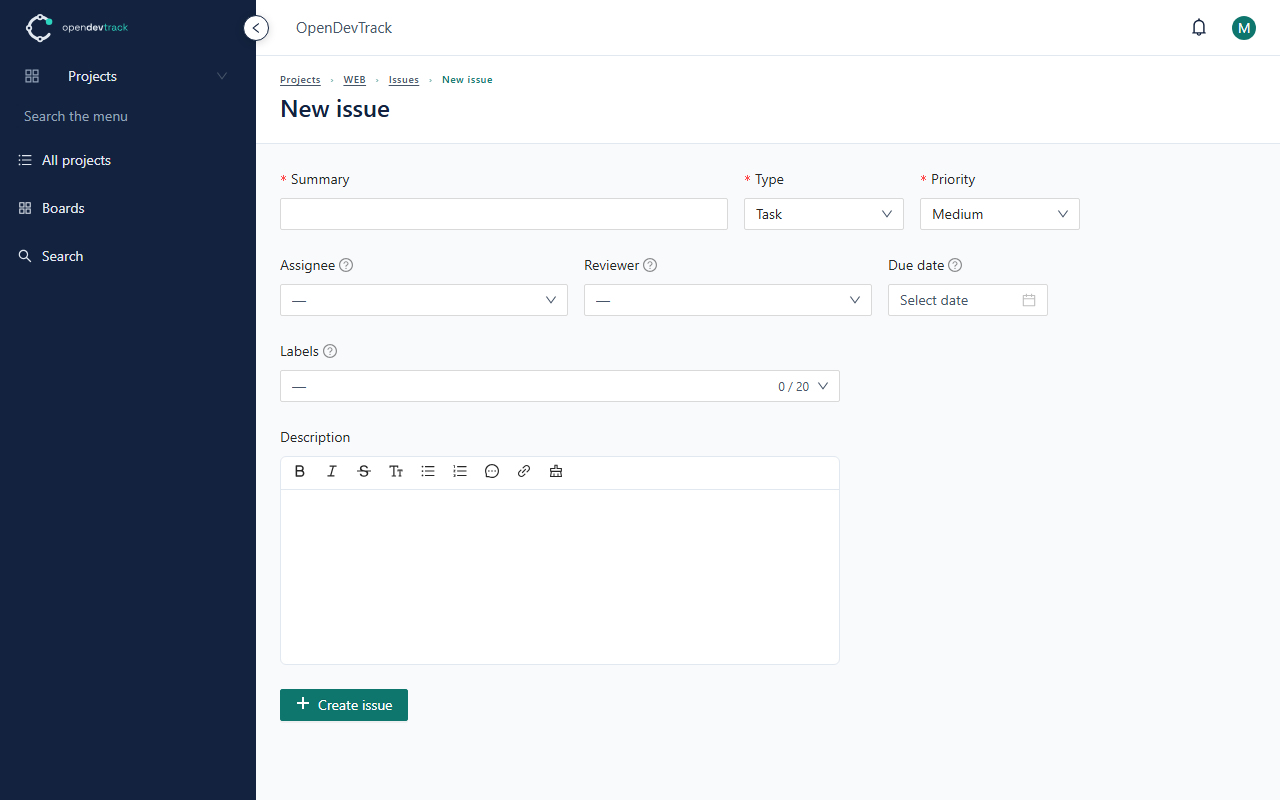 opendevtrack
OpenDevTrack
M
Projects
Search the menu
All projects
Boards
Search
Projects › WEB › Issues › New issue
New issue
* Summary
* Type
* Priority
Task
Medium
Assignee
Reviewer
Due date
—
—
Select date
Labels
—
0 / 20
Description
Create issue